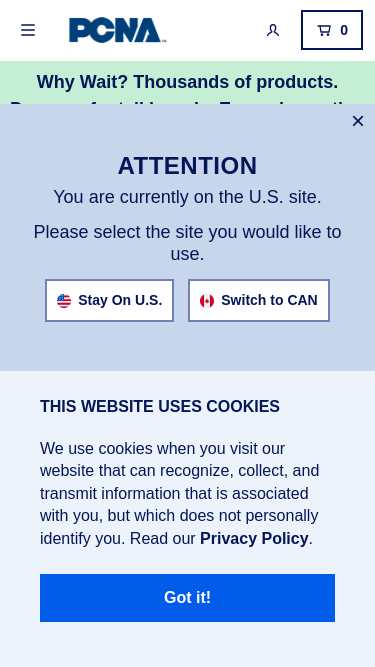 PCNA
0
Why Wait? Thousands of products.
ATTENTION
You are currently on the U.S. site.
Please select the site you would like to
use.
Stay On U.S.
Switch to CAN
THIS WEBSITE USES COOKIES
We use cookies when you visit our
website that can recognize, collect, and
transmit information that is associated
with you, but which does not personally
identify you. Read our Privacy Policy.
Got it!